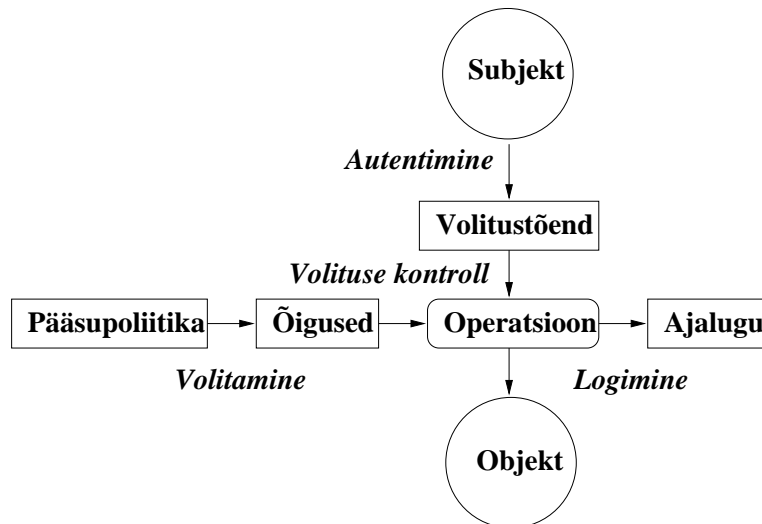 Subjekt
Autentimine
Volitustõend
Volituse kontroll
Pääsupoliitika
Õigused
Operatsioon
Ajalugu
Volitamine
Logimine
Objekt